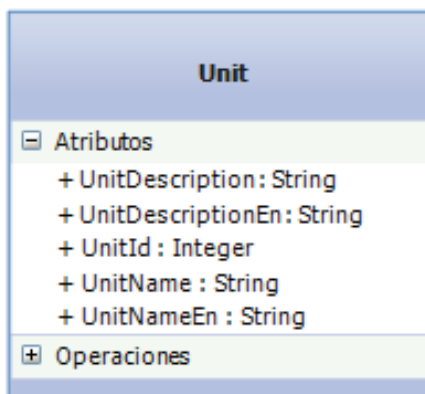 Unit
Atributos
+ UnitDescription : String
+ UnitDescriptionEn : String
+ UnitId : Integer
+ UnitName : String
+ UnitNameEn : String
Operaciones